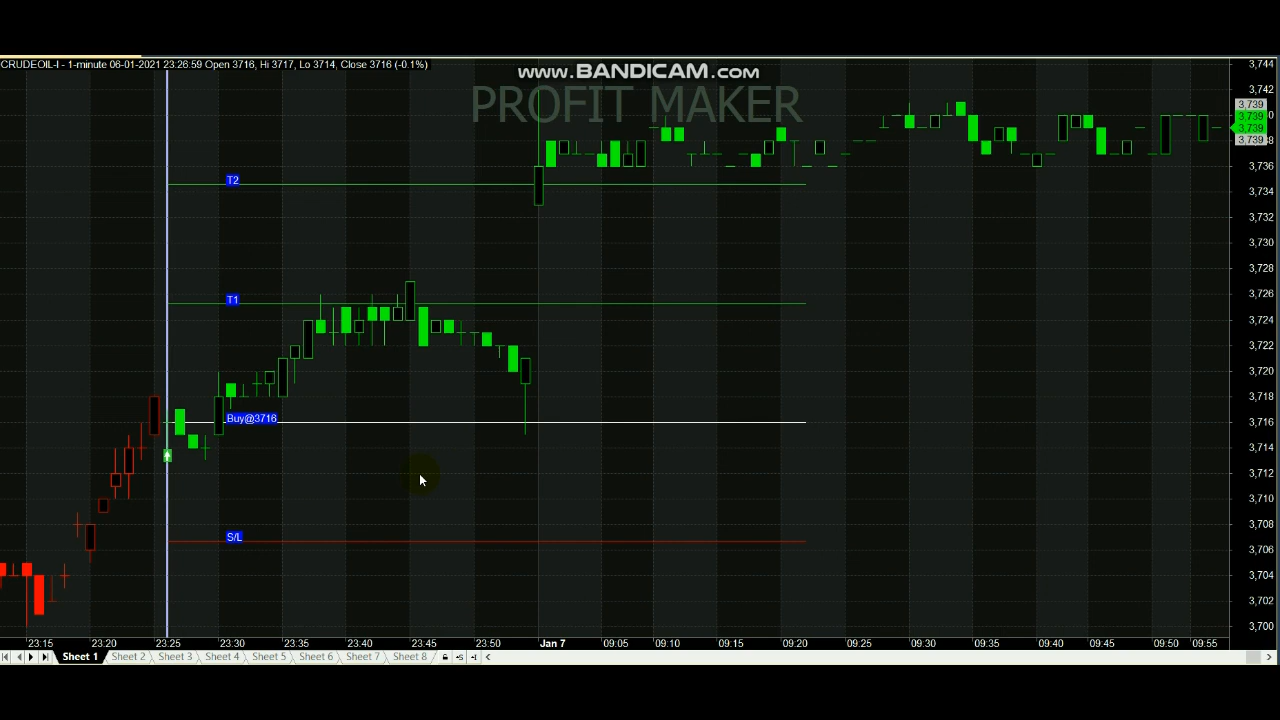 CRUDEOIL-I - 1-minute 06-01-2021 23:26:59 Open 3716, Hi 3717, Lo 3714, Close 3716 (-0.1%)
www.BANDICAM.com
PROFIT MAKER
3,744
3,742
3,739
3,739
3,739
3,739
3,736
3,734
3,732
3,730
3,728
3,726
3,724
3,722
3,720
3,718
3,716
3,714
3,712
3,710
3,708
3,706
3,704
3,702
3,700
T2
T1
Buy@3716
S/L
23:15 23:20 23:25 23:30 23:35 23:40 23:45 23:50 Jan 7 09:05 09:10 09:15 09:20 09:25 09:30 09:35 09:40 09:45 09:50 09:55
Sheet 1 Sheet 2 Sheet 3 Sheet 4 Sheet 5 Sheet 6 Sheet 7 Sheet 8